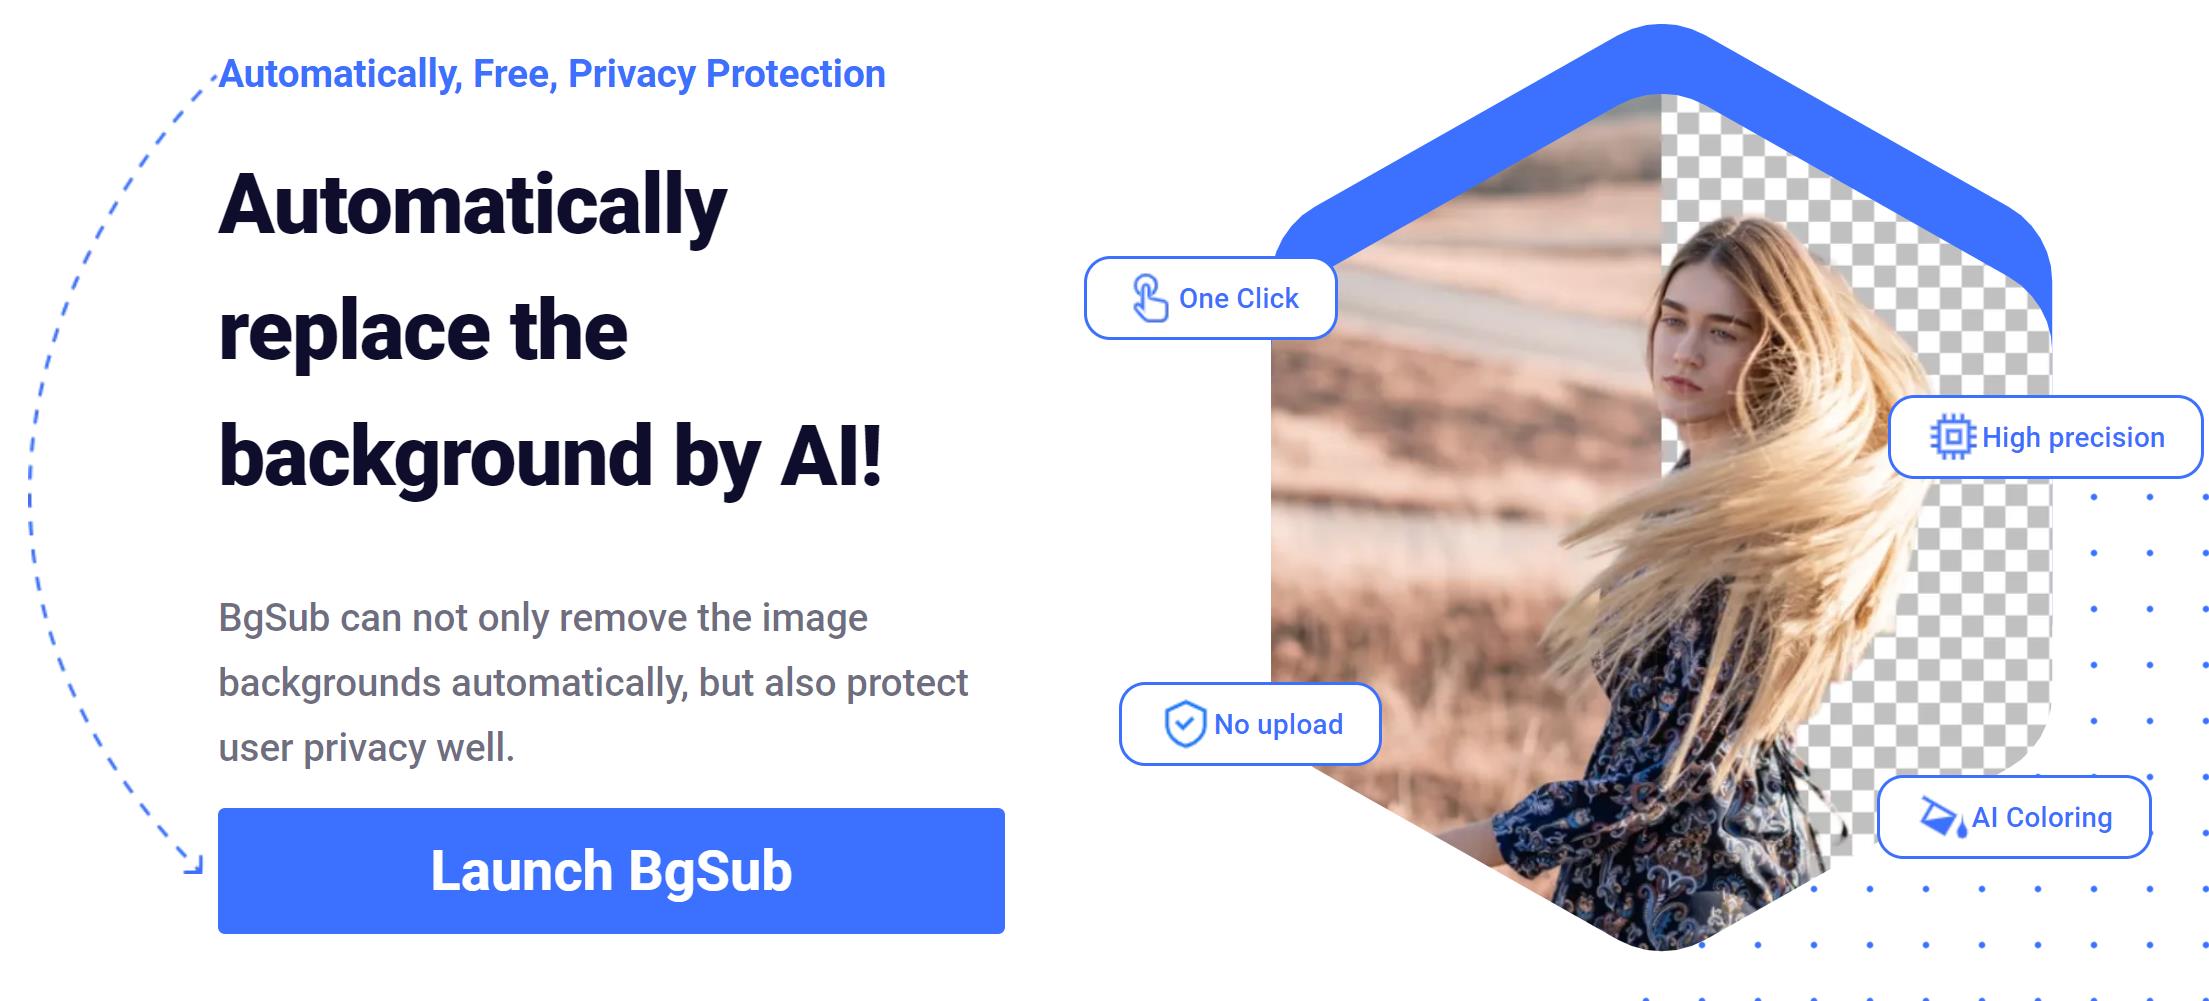 Automatically, Free, Privacy Protection
Automatically
replace the
background by AI!
BgSub can not only remove the image
backgrounds automatically, but also protect
user privacy well.
Launch BgSub
One Click
High precision
No upload
AI Coloring